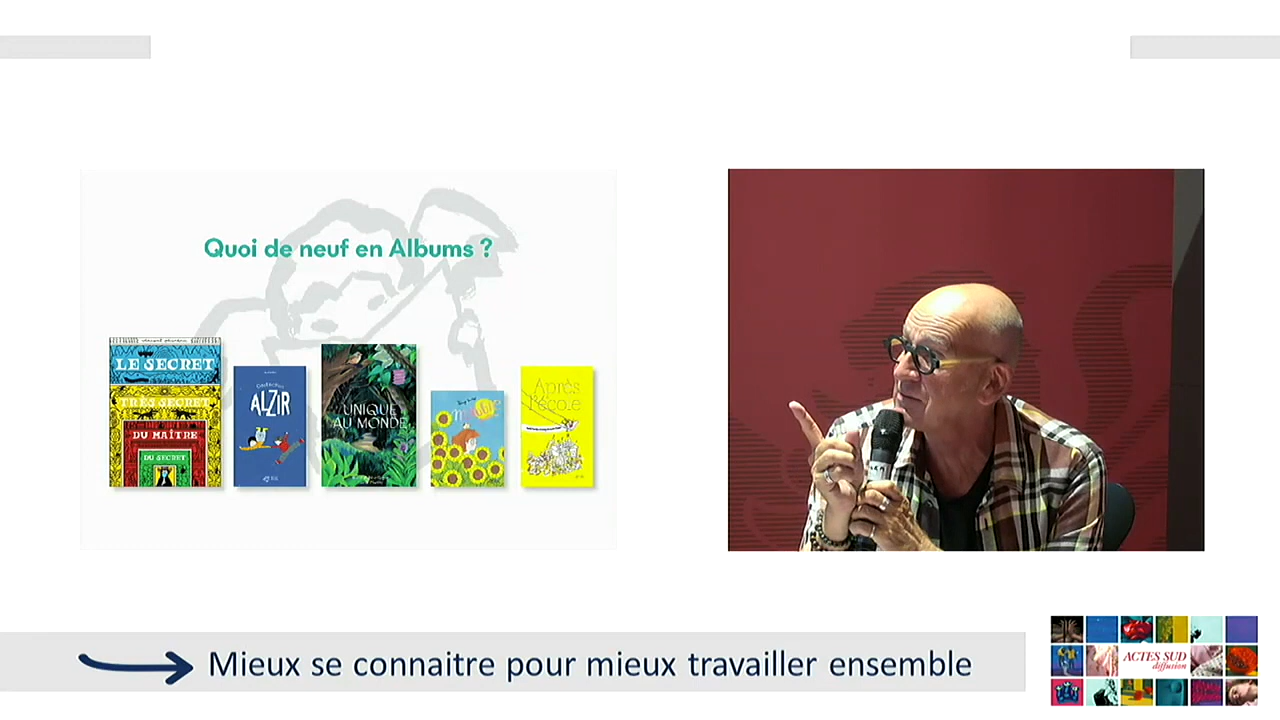 Quoi de neuf en Albums ?
LE SECRET
TRÈS SECRET
DU MAÎTRE
DU SECRET
ALZIR
UNIQUE
AU MONDE
Après
l'école
Mieux se connaitre pour mieux travailler ensemble
ACTES SUD
diffusion